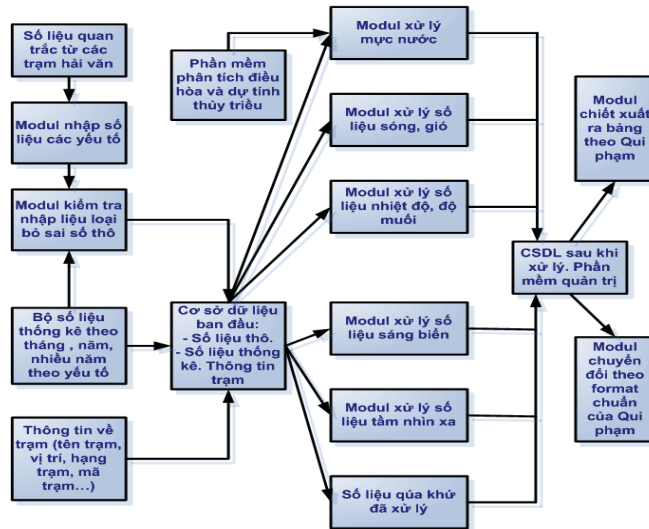 Số liệu quan
trắc từ các
trạm hải văn
Modul nhập số
liệu các yếu tố
Modul kiểm tra
nhập liệu loại
bỏ sai số thô
Bộ số liệu
thống kê theo
tháng , năm,
nhiều năm theo
yếu tố
Thông tin về
trạm (tên trạm,
vị trí, hạng
trạm, mã
trạm...)
Phần mềm
phân tích điều
hòa và dự tính
thủy triều
Cơ sở dữ liệu
ban đầu:
- Số liệu thô.
- Số liệu thống
kê. Thông tin
trạm
Modul xử lý
mực nước
Modul xử lý số
liệu sóng, gió
Modul xử lý số
liệu nhiệt độ, độ
muối
Modul xử lý số
liệu sáng biển
Modul xử lý số
liệu tầm nhìn xa
Số liệu qúa khứ
đã xử lý
CSDL sau khi
xử lý. Phần
mềm quản trị
Modul
chiết xuất
ra bảng
theo Qui
phạm
Modul
chuyển
đổi theo
format
chuẩn
của Qui
phạm